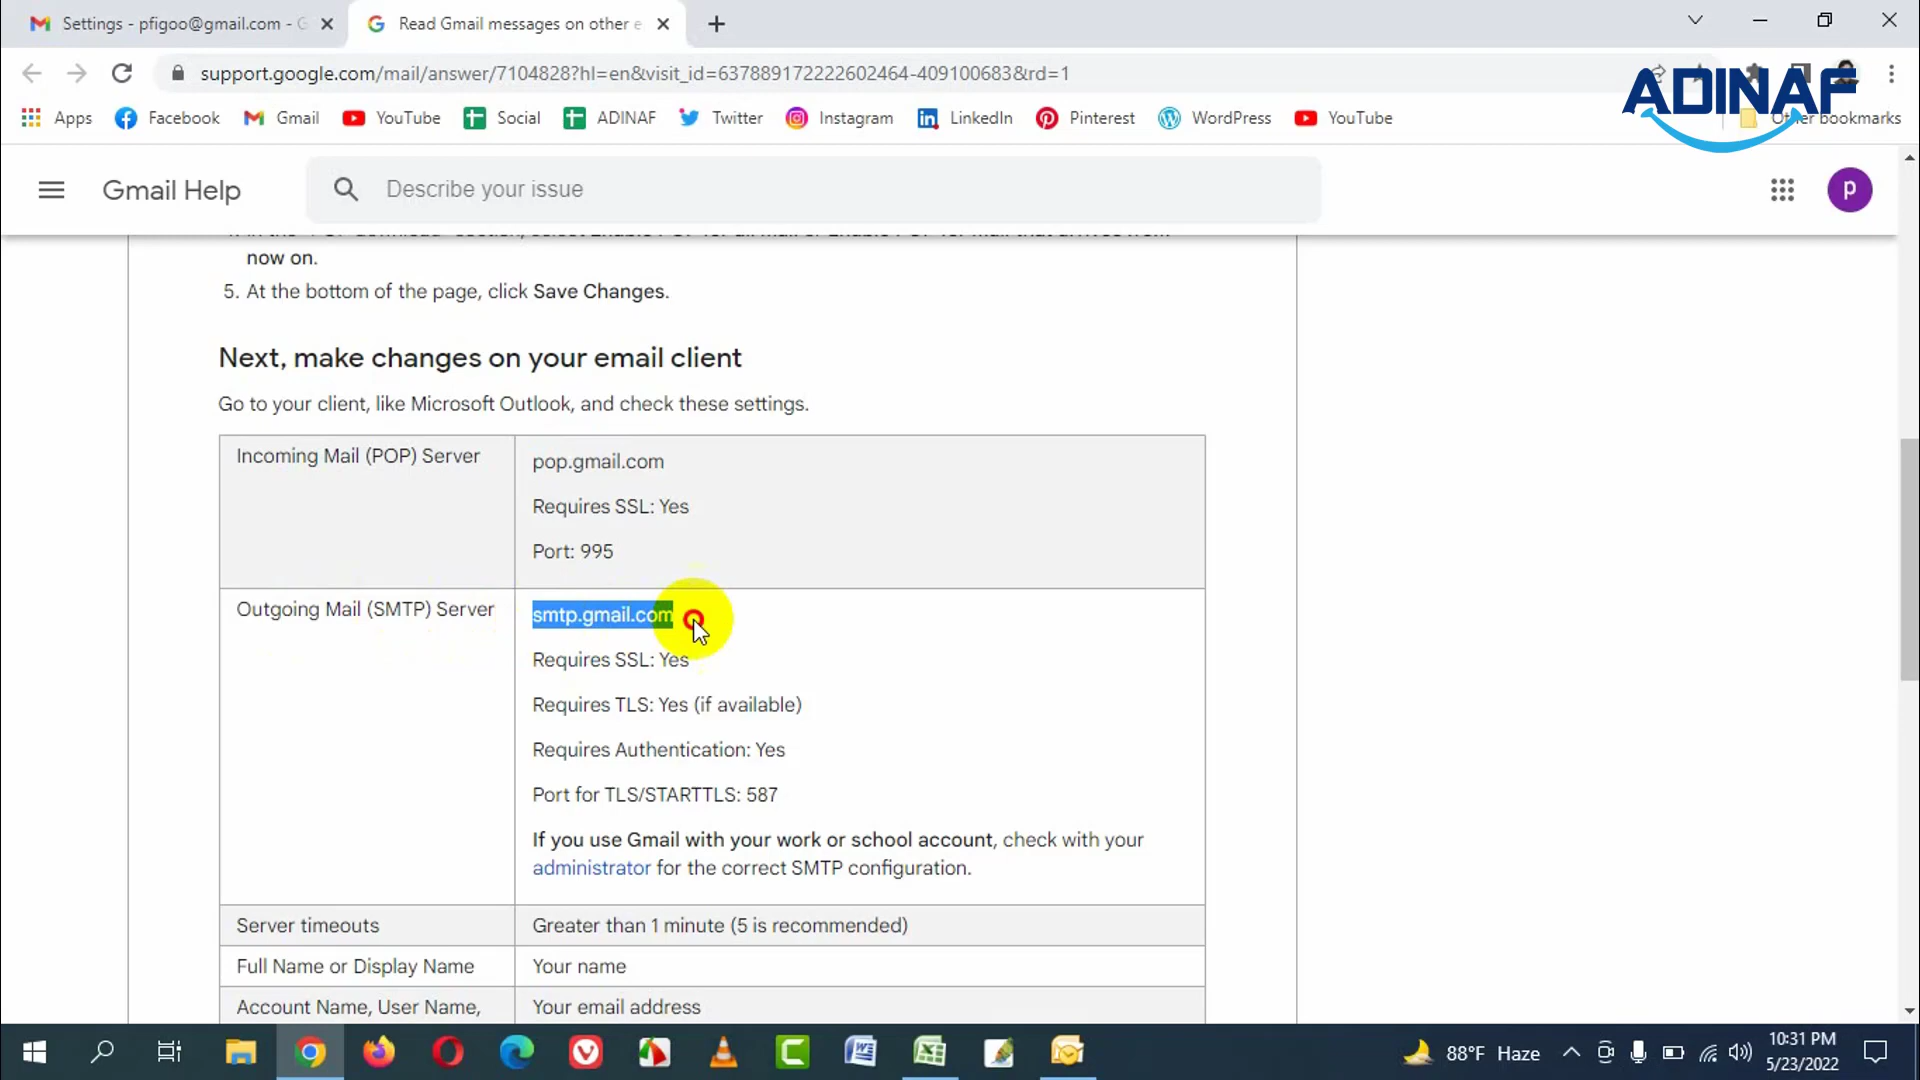 Settings - pfigoo@gmail.com - G
Read Gmail messages on other e
support.google.com/mail/answer/7104828?hl=en&visit_id=637889172222602464-409100683&rd=1
ADINAF
Apps
Facebook
Gmail
YouTube
Social
ADINAF
Twitter
Instagram
LinkedIn
Pinterest
WordPress
YouTube
Other bookmarks
Gmail Help
Describe your issue
p
now on.
5. At the bottom of the page, click Save Changes.
Next, make changes on your email client
Go to your client, like Microsoft Outlook, and check these settings.
Incoming Mail (POP) Server
pop.gmail.com
Requires SSL: Yes
Port: 995
Outgoing Mail (SMTP) Server
smtp.gmail.com
Requires SSL: Yes
Requires TLS: Yes (if available)
Requires Authentication: Yes
Port for TLS/STARTTLS: 587
If you use Gmail with your work or school account, check with your
administrator for the correct SMTP configuration.
Server timeouts
Greater than 1 minute (5 is recommended)
Full Name or Display Name
Your name
Account Name, User Name,
Your email address
88°F Haze
10:31 PM
5/23/2022